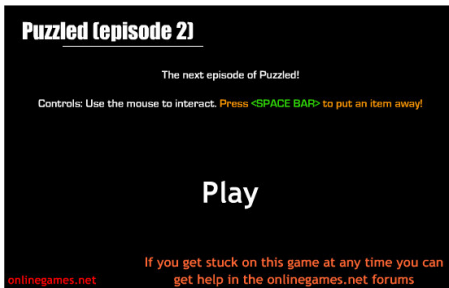 Puzzled (episode 2)
The next episode of Puzzled!
Controls: Use the mouse to interact. Press <SPACE BAR> to put an item away!
Play
If you get stuck on this game at any time you can
get help in the onlinegames.net forums
onlinegames.net